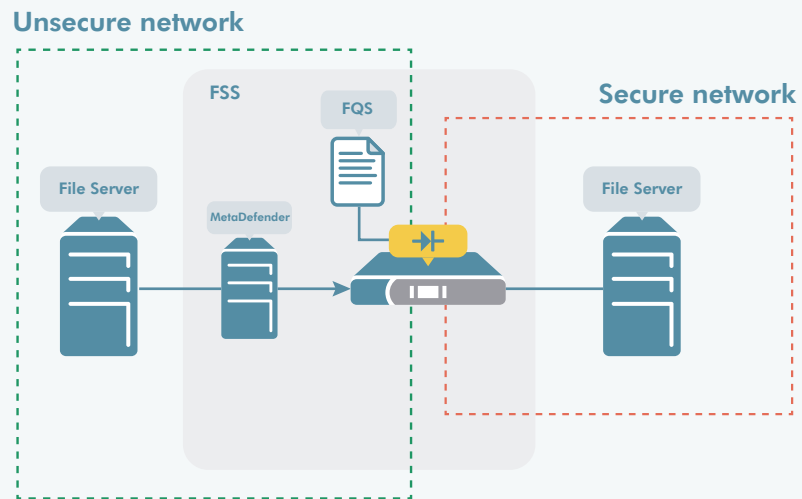 Unsecure network
FSS
FQS
Secure network
File Server
MetaDefender
File Server